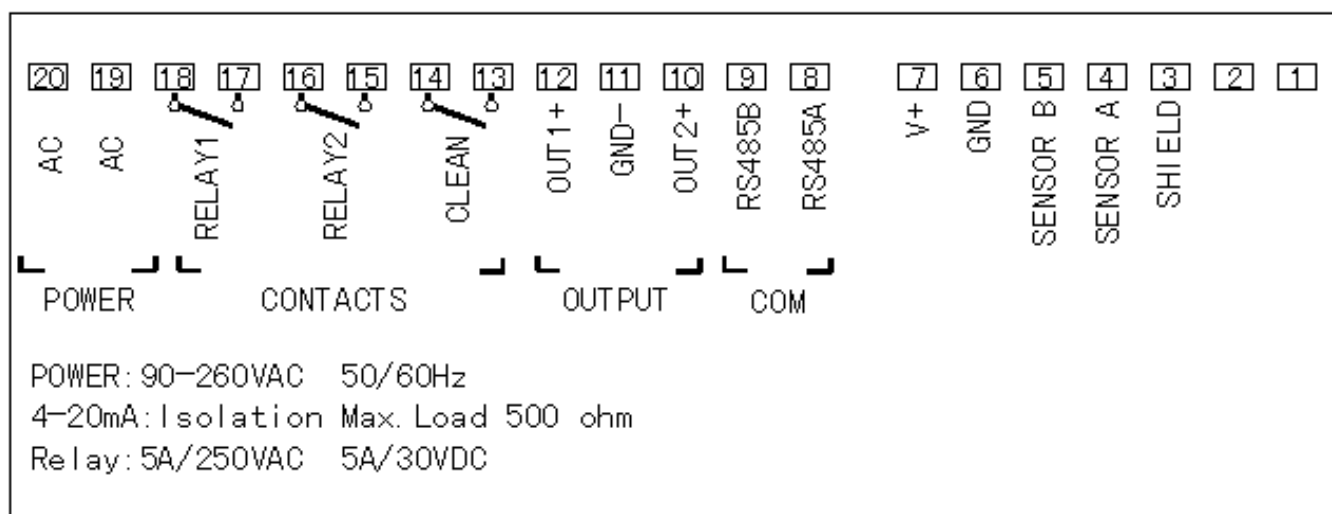 20 19 18 17 16 15 14 13 12 11 10 9 8 7 6 5 4 3 2 1
AC
AC
RELAY1
RELAY2
CLEAN
OUT1+
GND-
OUT2+
RS485B
RS485A
V+
GND
SENSOR B
SENSOR A
SHIELD
POWER CONTACTS OUTPUT COM
POWER: 90-260VAC 50/60Hz
4-20mA: Isolation Max. Load 500 ohm
Relay: 5A/250VAC 5A/30VDC